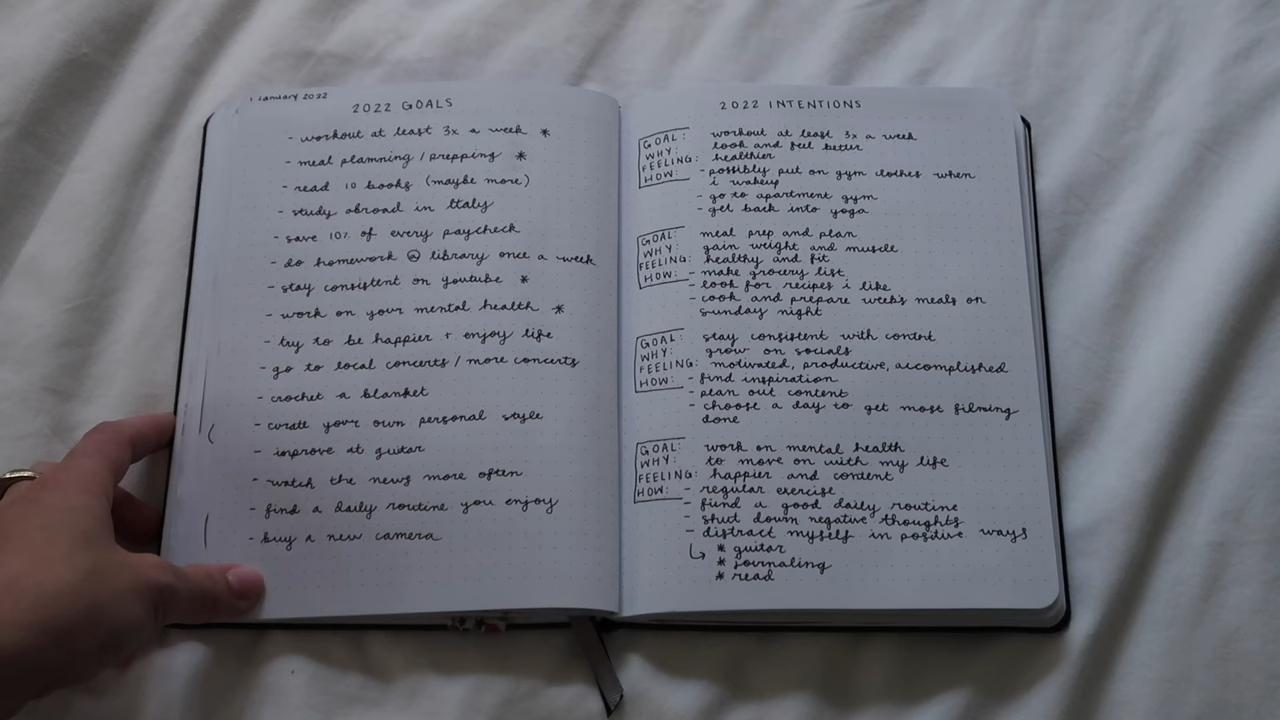 1 January 2022
2022 GOALS
- workout at least 3x a week *
- meal planning / prepping *
- read 10 books (maybe more)
- study abroad in Italy
- save 10% of every paycheck
- do homework @ library once a week
- stay consistent on youtube *
- work on your mental health *
- try to be happier + enjoy life
- go to local concerts / more concerts
- crochet a blanket
- curate your own personal style
- improve at guitar
- watch the news more often
- find a daily routine you enjoy
- buy a new camera
2022 INTENTIONS
GOAL: workout at least 3x a week
WHY: look and feel better
FEELING: healthier
HOW: - possibly put on gym clothes when
i wakeup
- go to apartment gym
- get back into yoga
GOAL: meal prep and plan
WHY: gain weight and muscle
FEELING: healthy and fit
HOW: - make grocery list
- look for recipes i like
- cook and prepare week's meals on
sunday night
GOAL: stay consistent with contnt
WHY: grow on socials
FEELING: motivated, productive, accomplished
HOW: - find inspiration
- plan out content
- choose a day to get most filming
done
GOAL: work on mental health
WHY: to move on with my life
FEELING: happier and content
HOW: - regular exercise
- find a good daily routine
- shut down negative thoughts
- distract myself in positive ways
↳ * guitar
* journaling
* read